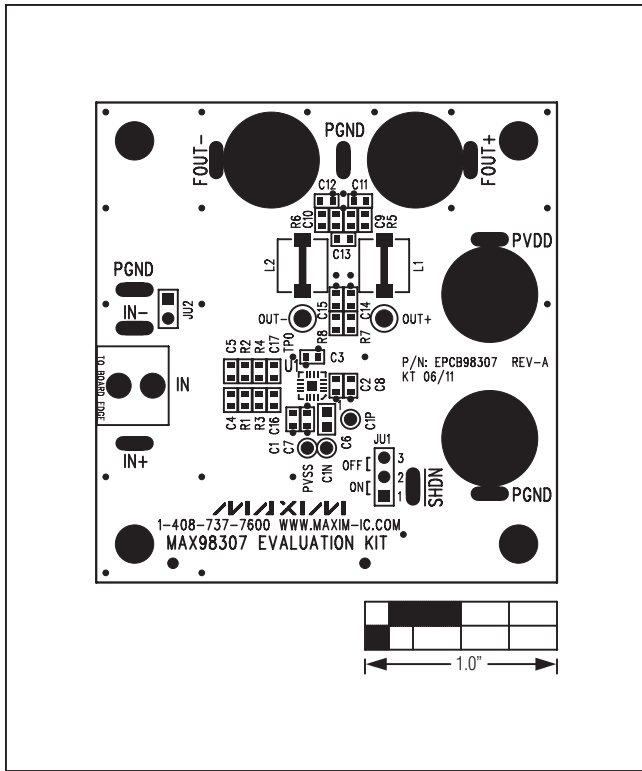 PGND
FOUT-
FOUT+
C12 C11
R6 C10 C9 R5
C13
L2 L1
PVDD
PGND
IN-
JU2
C15 C14
OUT- OUT+
TP0
R8 R7
U1 C3
C5 R2 R4 C17
P/N: EPCB98307 REV-A
KT 06/11
TO BOARD EDGE
IN
C2 C8
C4 R1 R3 C16
1
C1 C7 C6 C1P
IN+
PVSS C1N
JU1
OFF 3
2
ON 1
SHDN
PGND
MAXIM
1-408-737-7600 WWW.MAXIM-IC.COM
MAX98307 EVALUATION KIT
1.0”